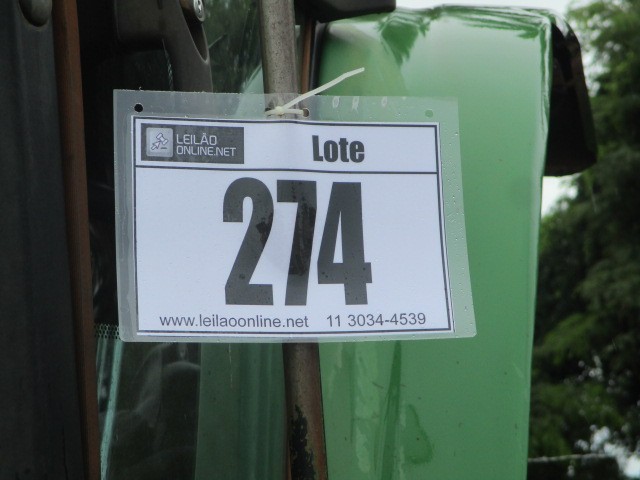 LEILÃO
ONLINE.NET
Lote
274
www.leilaoonline.net 11 3034-4539